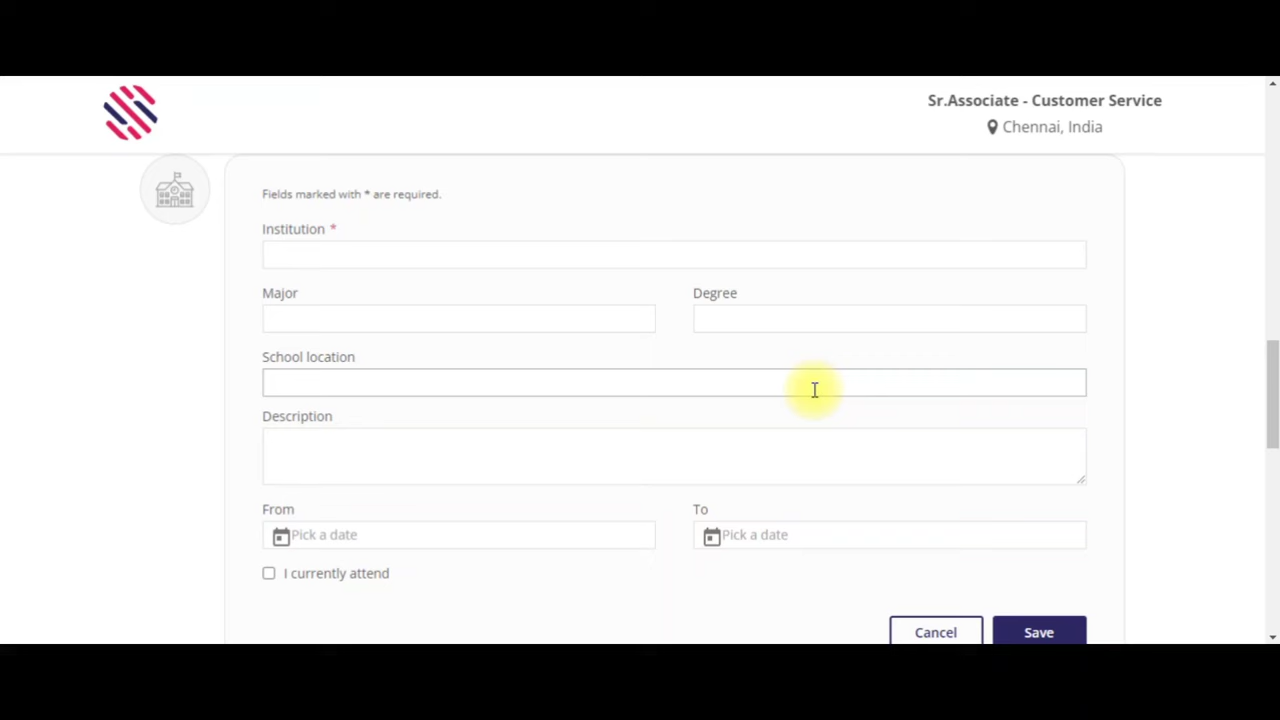 Sr.Associate - Customer Service
Chennai, India
Fields marked with * are required.
Institution *
Major
Degree
School location
Description
From
To
Pick a date
Pick a date
I currently attend
Cancel
Save